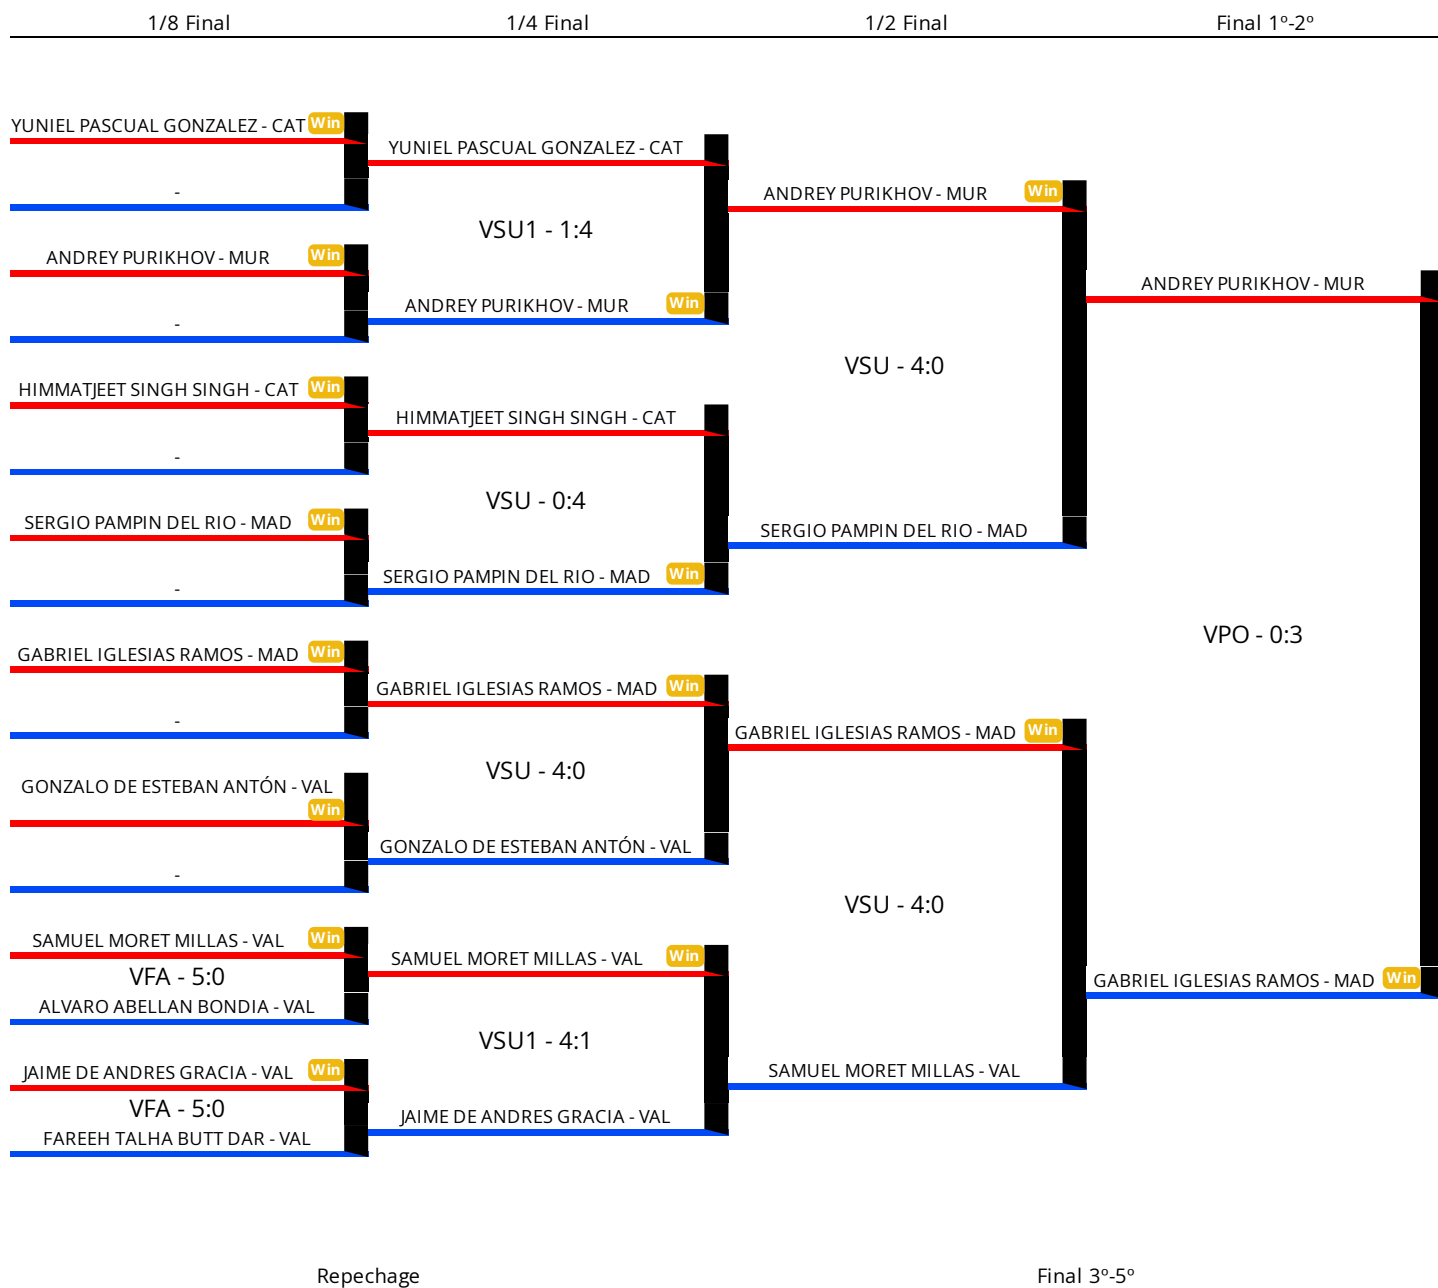 1/8 Final
1/4 Final
1/2 Final
Final 1º-2º
YUNIEL PASCUAL GONZALEZ - CAT Win
-
ANDREY PURIKHOV - MUR Win
-
HIMMATJEET SINGH SINGH - CAT Win
-
SERGIO PAMPIN DEL RIO - MAD Win
-
GABRIEL IGLESIAS RAMOS - MAD Win
-
GONZALO DE ESTEBAN ANTÓN - VAL
Win
-
SAMUEL MORET MILLAS - VAL Win
VFA - 5:0
ALVARO ABELLAN BONDIA - VAL
JAIME DE ANDRES GRACIA - VAL Win
VFA - 5:0
FAREEH TALHA BUTT DAR - VAL
YUNIEL PASCUAL GONZALEZ - CAT
VSU1 - 1:4
ANDREY PURIKHOV - MUR Win
HIMMATJEET SINGH SINGH - CAT
VSU - 0:4
SERGIO PAMPIN DEL RIO - MAD Win
GABRIEL IGLESIAS RAMOS - MAD Win
VSU - 4:0
GONZALO DE ESTEBAN ANTÓN - VAL
SAMUEL MORET MILLAS - VAL Win
VSU1 - 4:1
JAIME DE ANDRES GRACIA - VAL
ANDREY PURIKHOV - MUR Win
VSU - 4:0
SERGIO PAMPIN DEL RIO - MAD
GABRIEL IGLESIAS RAMOS - MAD Win
VSU - 4:0
SAMUEL MORET MILLAS - VAL
ANDREY PURIKHOV - MUR
VPO - 0:3
GABRIEL IGLESIAS RAMOS - MAD Win
Repechage
Final 3º-5º